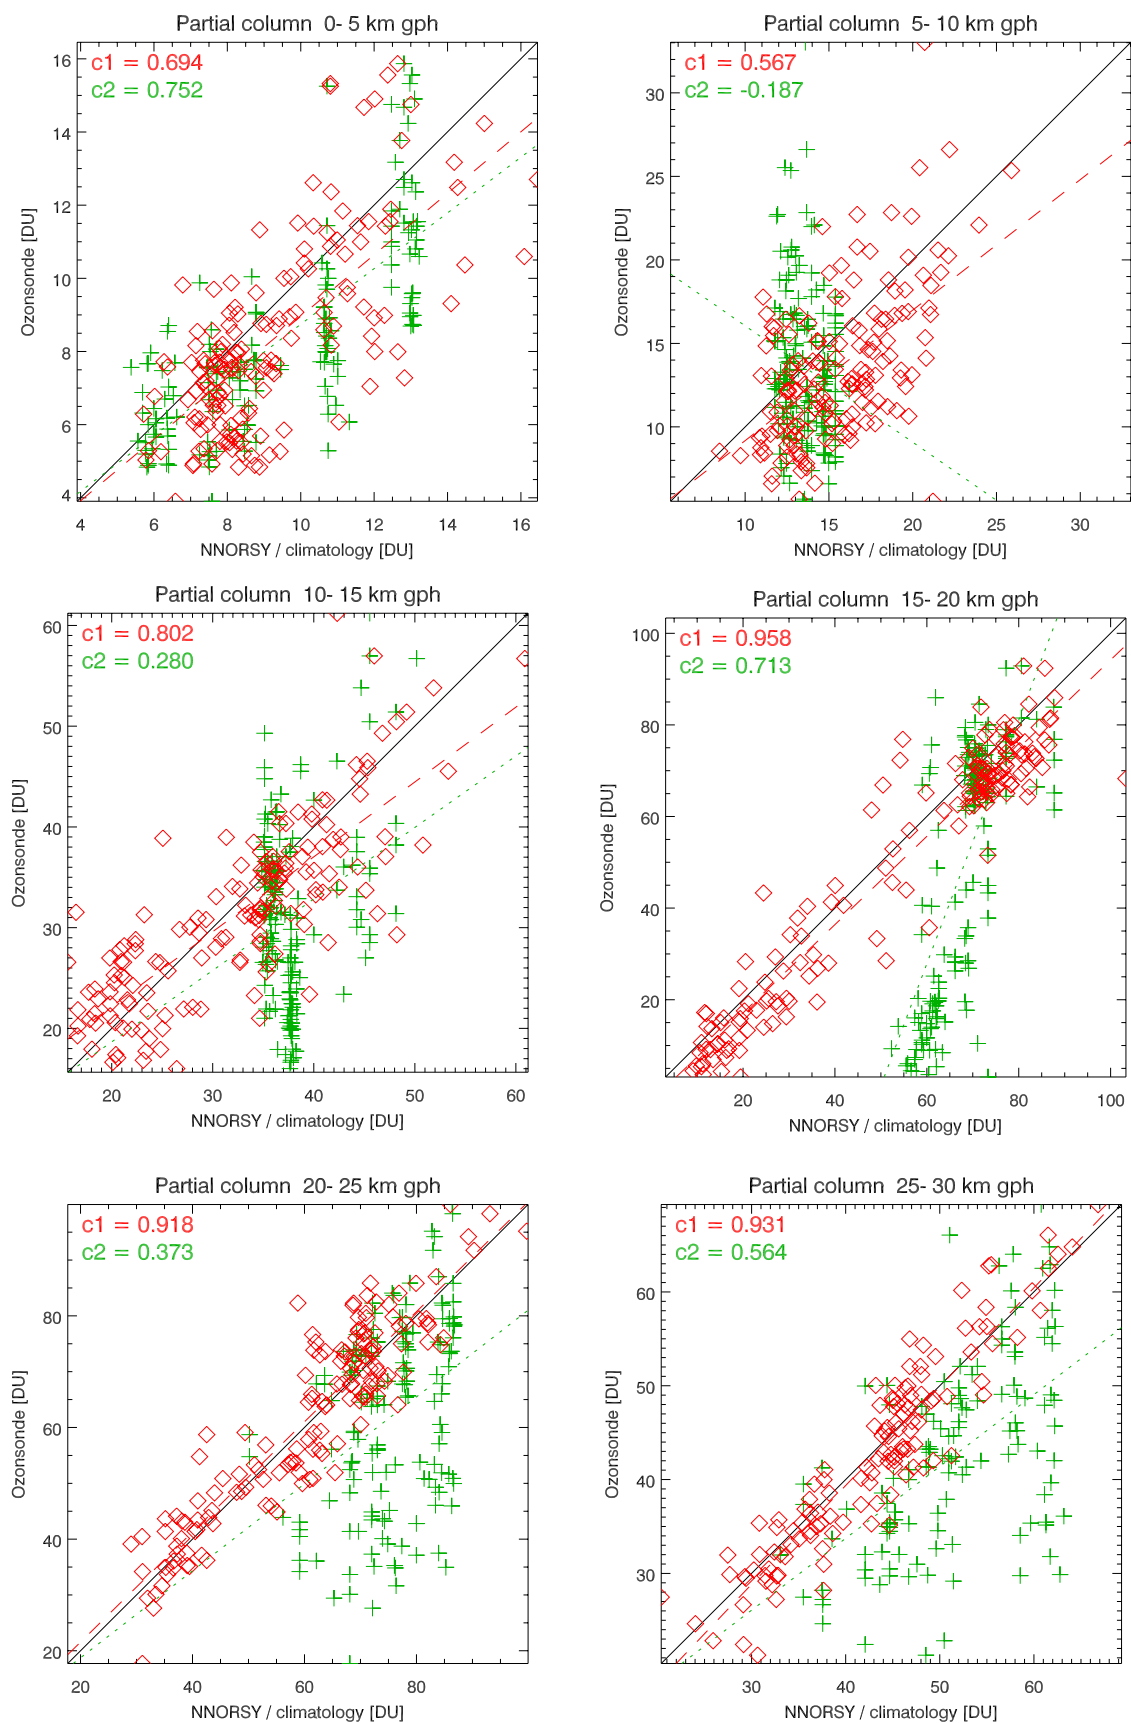 Partial column 0- 5 km gph
c1 = 0.694
c2 = 0.752
16
14
12
10
8
6
4
Ozonsonde [DU]
4 6 8 10 12 14 16
NNORSY / climatology [DU]
Partial column 5- 10 km gph
c1 = 0.567
c2 = -0.187
30
25
20
15
10
Ozonsonde [DU]
10 15 20 25 30
NNORSY / climatology [DU]
Partial column 10- 15 km gph
c1 = 0.802
c2 = 0.280
60
50
40
30
20
Ozonsonde [DU]
20 30 40 50 60
NNORSY / climatology [DU]
Partial column 15- 20 km gph
c1 = 0.958
c2 = 0.713
100
80
60
40
20
Ozonsonde [DU]
20 40 60 80 100
NNORSY / climatology [DU]
Partial column 20- 25 km gph
c1 = 0.918
c2 = 0.373
80
60
40
20
Ozonsonde [DU]
20 40 60 80
NNORSY / climatology [DU]
Partial column 25- 30 km gph
c1 = 0.931
c2 = 0.564
60
50
40
30
Ozonsonde [DU]
30 40 50 60
NNORSY / climatology [DU]